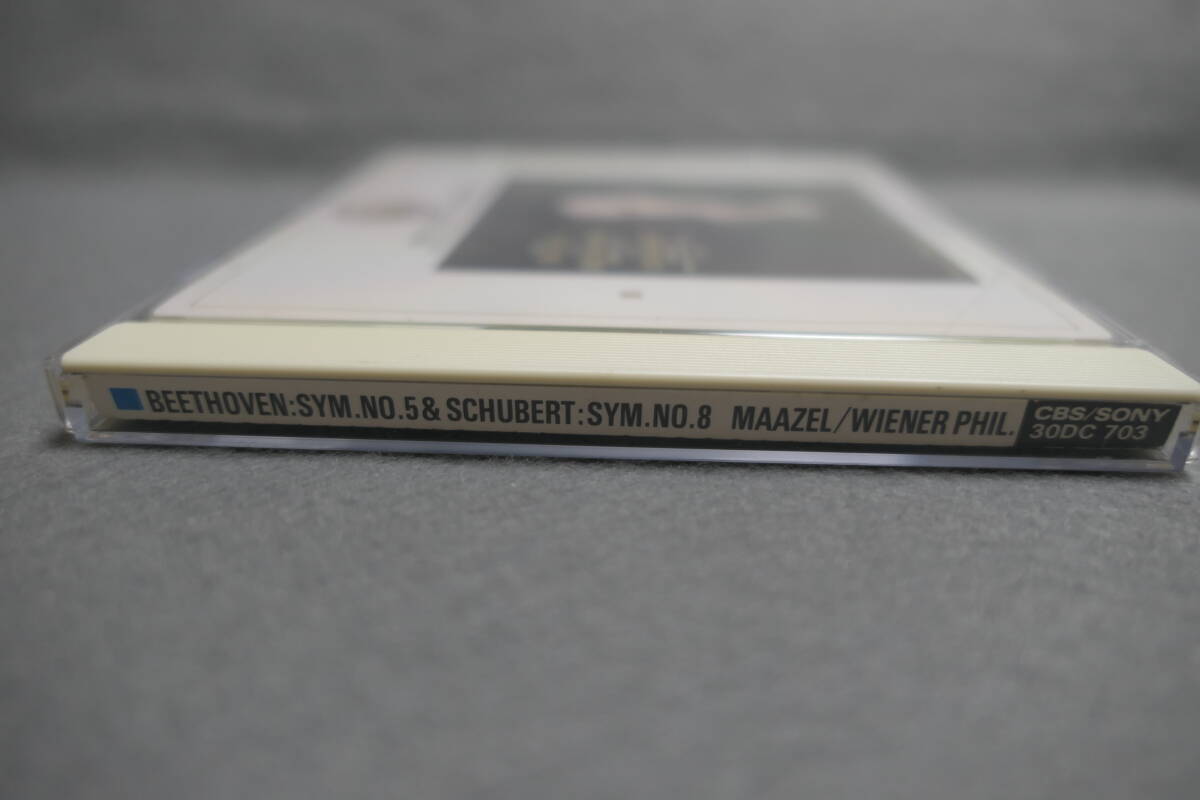 BEETHOVEN:SYM.NO.5 & SCHUBERT:SYM.NO.8 MAAZEL/WIENER PHIL.
CBS/SONY
30DC 703